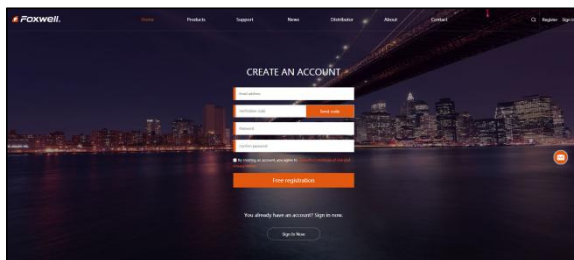 Foxwell.
Home Products Support News Distributor About Contact Register Sign In
CREATE AN ACCOUNT
Email address
Verification code Send code
Password
Confirm password
By creating an account, you agree to
Free registration
You already have an account? Sign in now.
Sign In Now